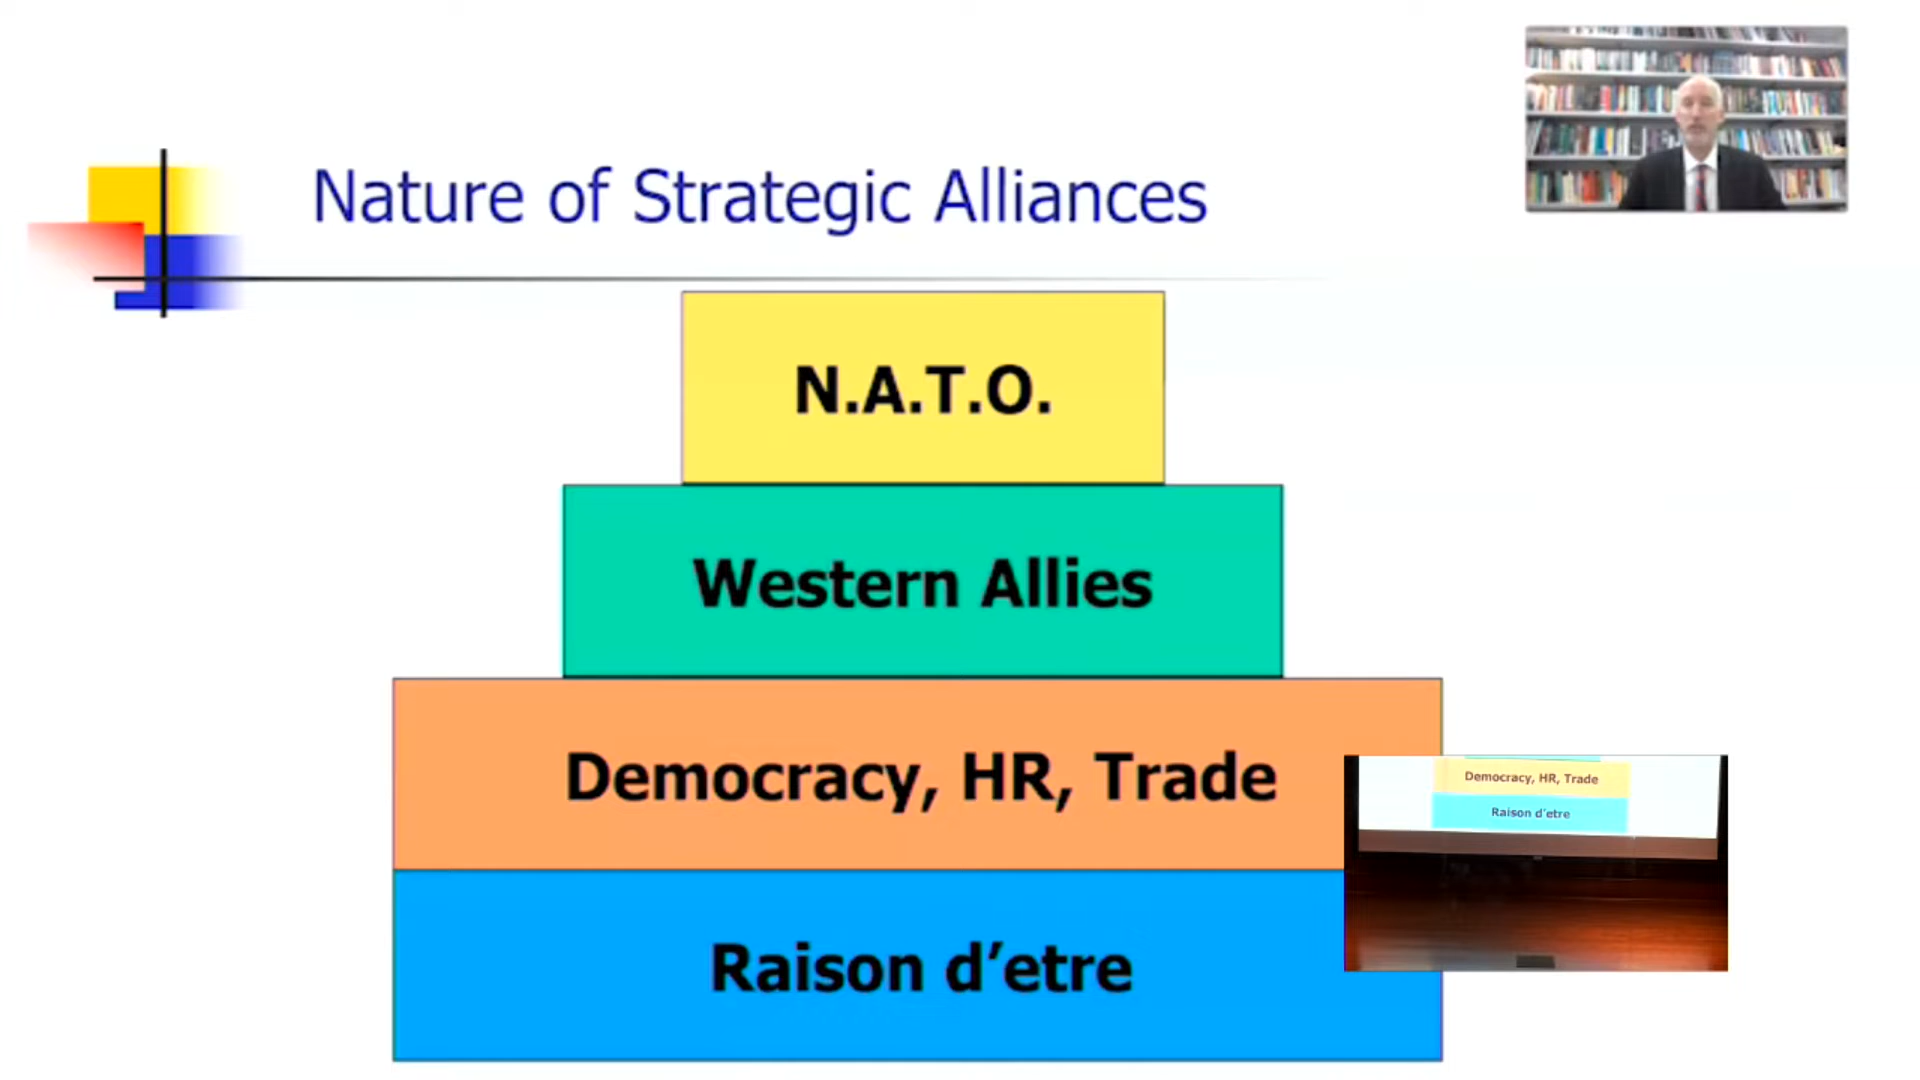 Nature of Strategic Alliances
N.A.T.O.
Western Allies
Democracy, HR, Trade
Raison d’etre
Democracy, HR, Trade
Raison d'etre